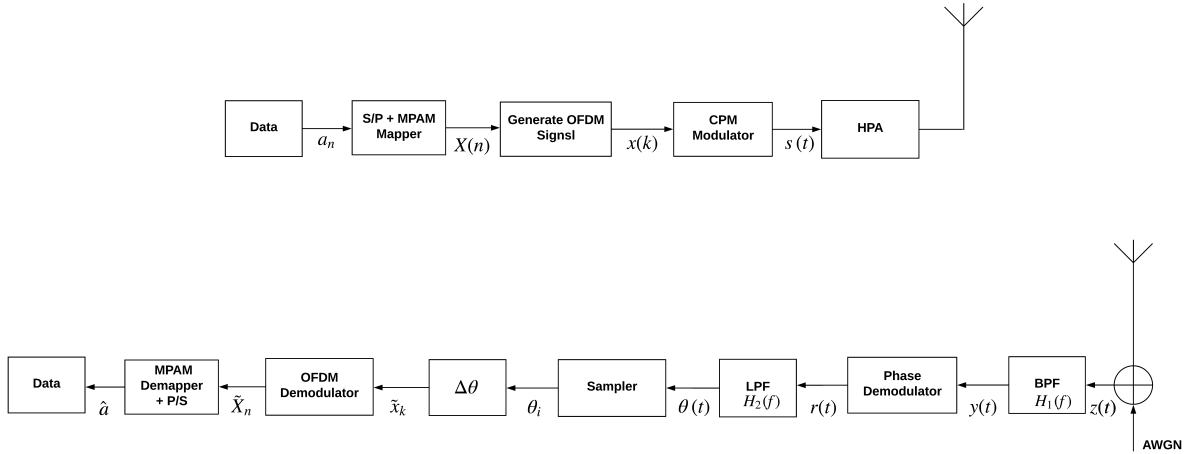 Data
a_n
S/P + MPAM
Mapper
X(n)
Generate OFDM
Signsl
x(k)
CPM
Modulator
s(t)
HPA
Data
â
MPAM
Demapper
+ P/S
X̃_n
OFDM
Demodulator
x̃_k
Δθ
θ_i
Sampler
θ(t)
LPF
H_2(f)
r(t)
Phase
Demodulator
y(t)
BPF
H_1(f)
z(t)
AWGN